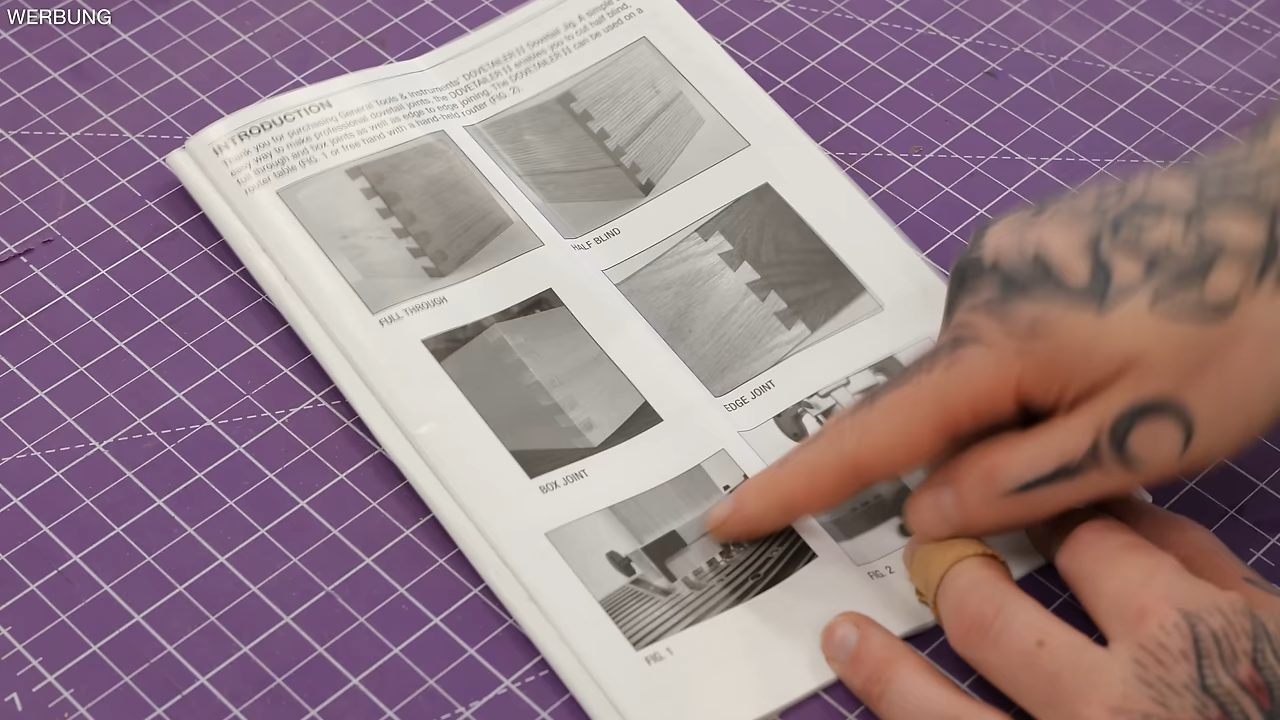 WERBUNG
INTRODUCTION
Thank you for purchasing General Tools & Instruments' DOVETAILER II Dovetail Jig. A simple
easy way to make professional dovetail joints, the DOVETAILER II enables you to cut half blind,
full through and box joints as well as edge to edge joining. The DOVETAILER II can be used on a
router table (FIG. 1 or free hand with a hand-held router (FIG. 2).
FULL THROUGH
HALF BLIND
BOX JOINT
EDGE JOINT
FIG. 1
FIG. 2
7